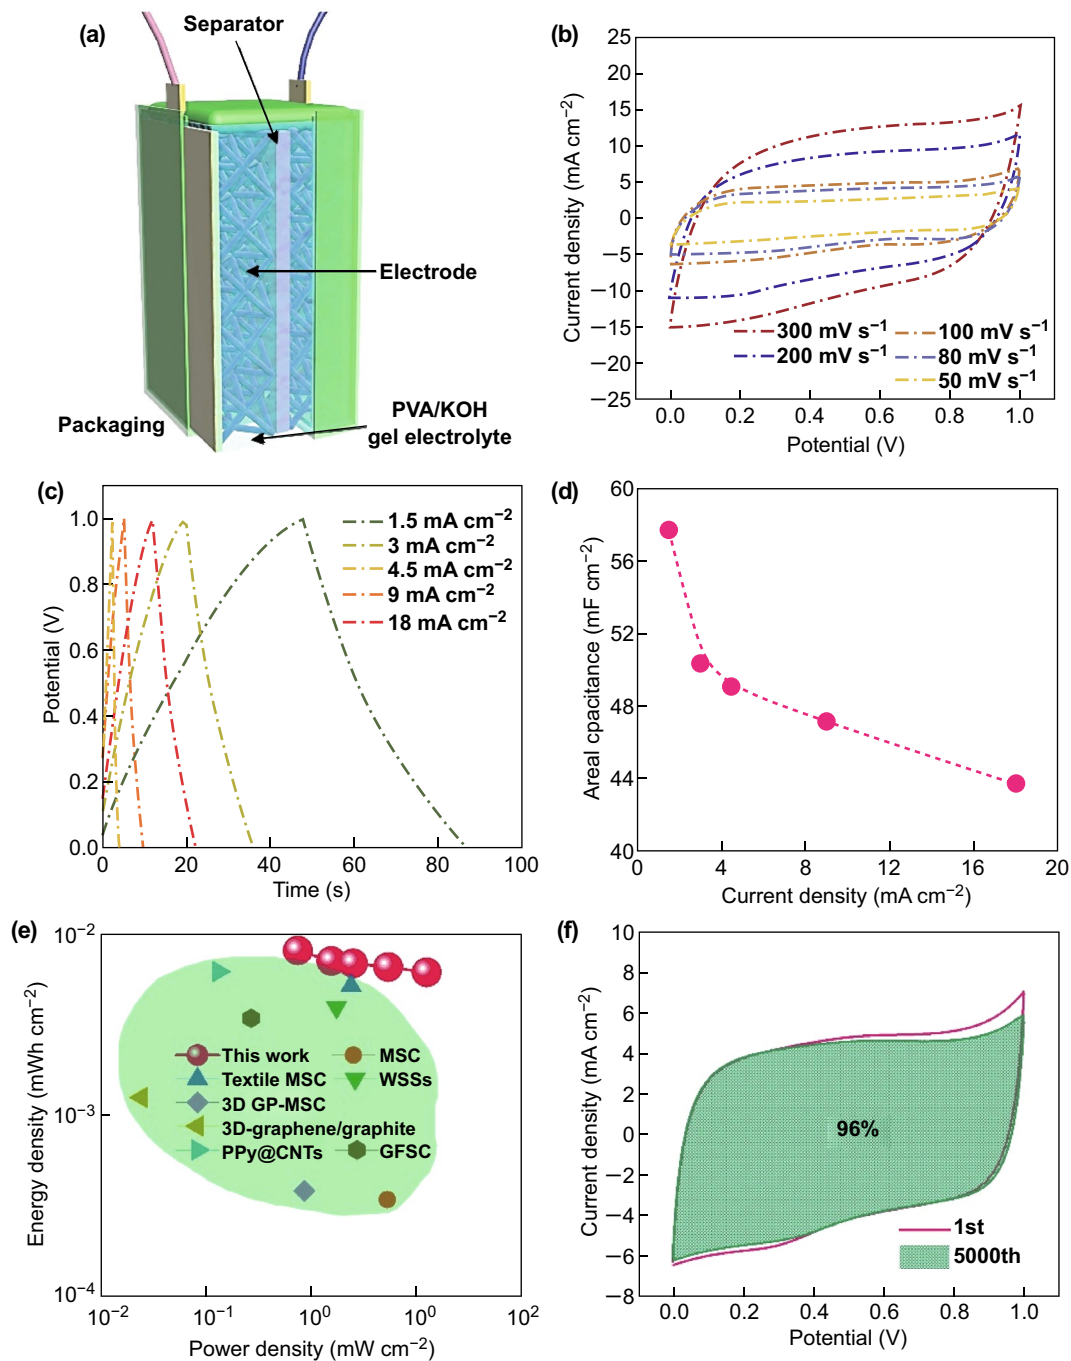 (a)
Separator
Electrode
Packaging
PVA/KOH
gel electrolyte
(b)
25
20
15
10
5
0
−5
−10
−15
−20
−25
Current density (mA cm−2)
300 mV s−1
200 mV s−1
100 mV s−1
80 mV s−1
50 mV s−1
0.0 0.2 0.4 0.6 0.8 1.0
Potential (V)
(c)
1.0
0.8
0.6
0.4
0.2
0.0
Potential (V)
1.5 mA cm−2
3 mA cm−2
4.5 mA cm−2
9 mA cm−2
18 mA cm−2
0 20 40 60 80 100
Time (s)
(d)
60
56
52
48
44
40
Areal cpacitance (mF cm−2)
0 4 8 12 16 20
Current density (mA cm−2)
(e)
10−2
10−3
10−4
Energy density (mWh cm−2)
This work
Textile MSC
3D GP-MSC
3D-graphene/graphite
PPy@CNTs
MSC
WSSs
GFSC
10−2 10−1 100 100 102
Power density (mW cm−2)
(f)
10
8
6
4
2
0
−2
−4
−6
−8
Current density (mA cm−2)
96%
1st
5000th
0.0 0.2 0.4 0.6 0.8 1.0
Potential (V)